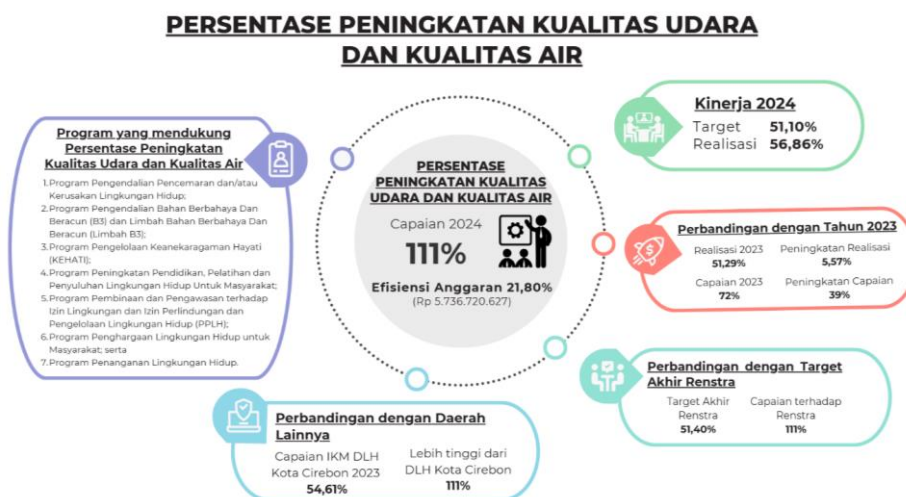 PERSENTASE PENINGKATAN KUALITAS UDARA
DAN KUALITAS AIR
Program yang mendukung
Persentase Peningkatan
Kualitas Udara dan Kualitas Air
1.Program Pengendalian Pencemaran dan/atau
Kerusakan Lingkungan Hidup;
2.Program Pengendalian Bahan Berbahaya Dan
Beracun (B3) dan Limbah Bahan Berbahaya Dan
Beracun (Limbah B3);
3.Program Pengelolaan Keanekaragaman Hayati
(KEHATI);
4.Program Peningkatan Pendidikan, Pelatihan dan
Penyuluhan Lingkungan Hidup Untuk Masyarakat;
5.Program Pembinaan dan Pengawasan terhadap
Izin Lingkungan dan Izin Perlindungan dan
Pengelolaan Lingkungan Hidup (PPLH);
6.Program Penghargaan Lingkungan Hidup untuk
Masyarakat; serta
7.Program Penanganan Lingkungan Hidup.
PERSENTASE
PENINGKATAN KUALITAS
UDARA DAN KUALITAS AIR
Capaian 2024
111%
Efisiensi Anggaran 21,80%
(Rp 5.736.720.627)
Kinerja 2024
Target 51,10%
Realisasi 56,86%
Perbandingan dengan Tahun 2023
Realisasi 2023
51,29%
Peningkatan Realisasi
5,57%
Capaian 2023
72%
Peningkatan Capaian
39%
Perbandingan dengan Target
Akhir Renstra
Target Akhir
Renstra
51,40%
Capaian terhadap
Renstra
111%
Perbandingan dengan Daerah
Lainnya
Capaian IKM DLH
Kota Cirebon 2023
54,61%
Lebih tinggi dari
DLH Kota Cirebon
111%